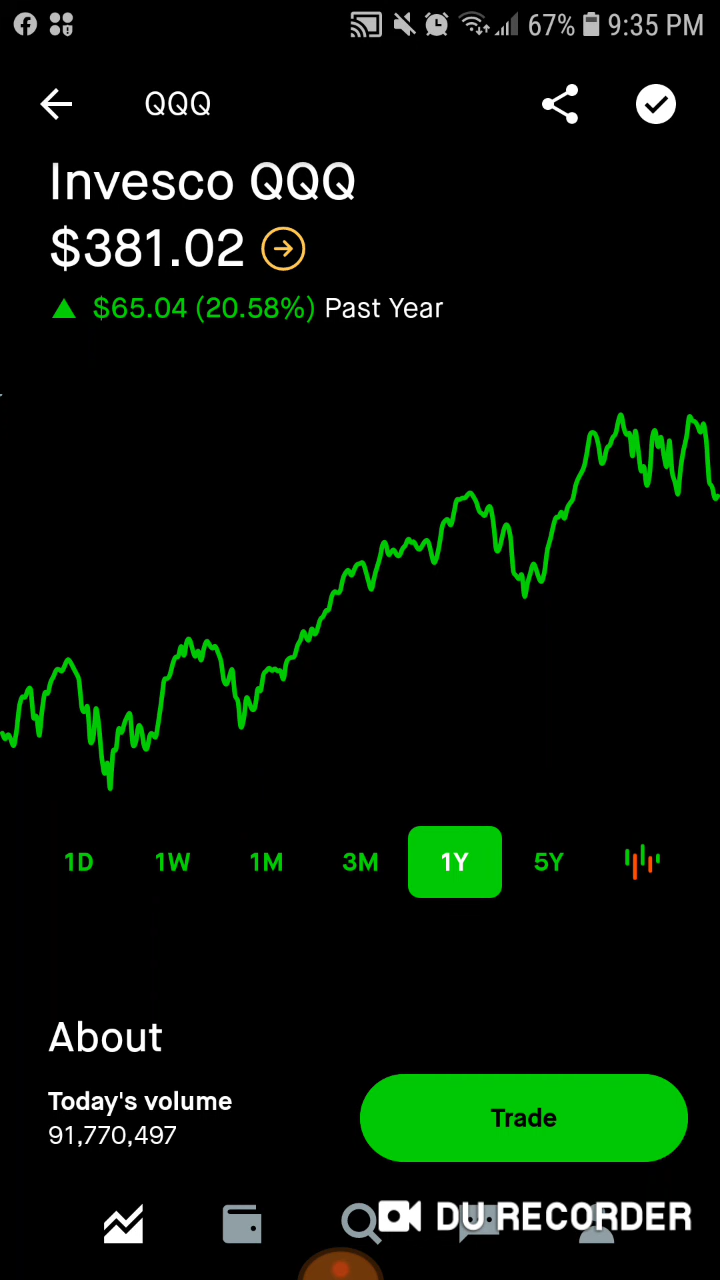 67% 9:35 PM
QQQ
Invesco QQQ
$381.02
$65.04 (20.58%) Past Year
1D 1W 1M 3M 1Y 5Y
About
Today's volume
91,770,497
Trade
DU RECORDER